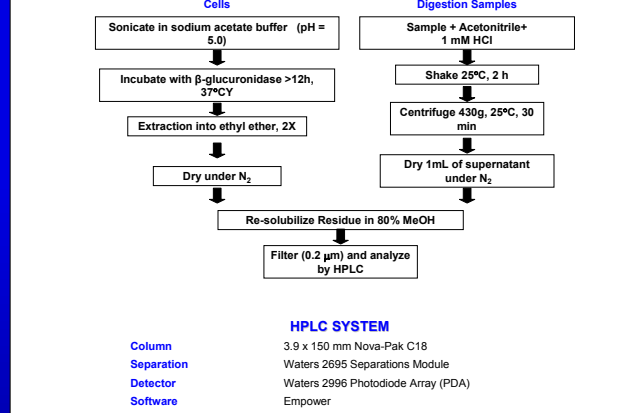 Cells
Sonicate in sodium acetate buffer (pH =
5.0)
Incubate with β-glucuronidase >12h,
37ºCY
Extraction into ethyl ether, 2X
Dry under N₂
Digestion Samples
Sample + Acetonitrile+
1 mM HCl
Shake 25ºC, 2 h
Centrifuge 430g, 25ºC, 30
min
Dry 1mL of supernatant
under N₂
Re-solubilize Residue in 80% MeOH
Filter (0.2 μm) and analyze
by HPLC
HPLC SYSTEM
Column 3.9 x 150 mm Nova-Pak C18
Separation Waters 2695 Separations Module
Detector Waters 2996 Photodiode Array (PDA)
Software Empower